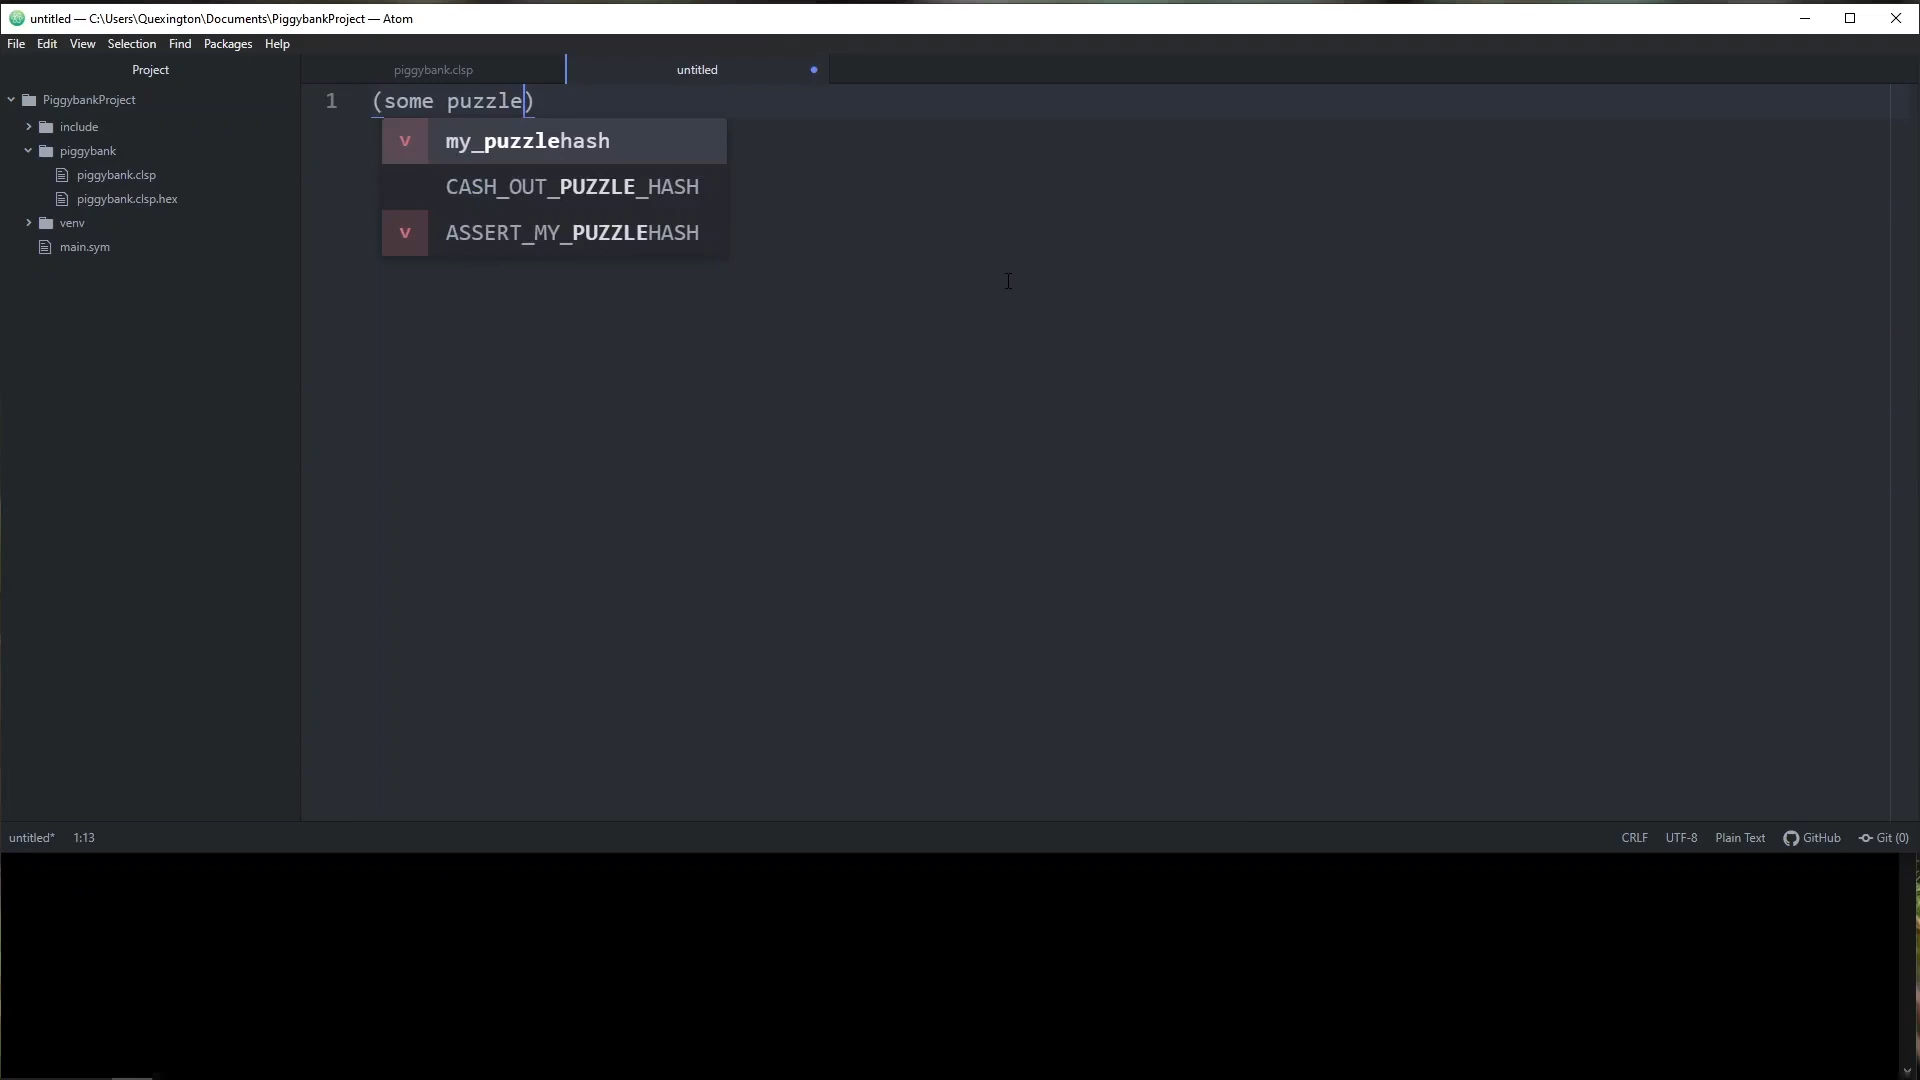 untitled — C:\Users\Quexington\Documents\PiggybankProject — Atom
File Edit View Selection Find Packages Help
Project
piggybank.clsp
untitled
PiggybankProject
include
piggybank
piggybank.clsp
piggybank.clsp.hex
venv
main.sym
1 (some puzzle)
v my_puzzlehash
CASH_OUT_PUZZLE_HASH
v ASSERT_MY_PUZZLEHASH
untitled* 1:13
CRLF UTF-8 Plain Text GitHub Git (0)